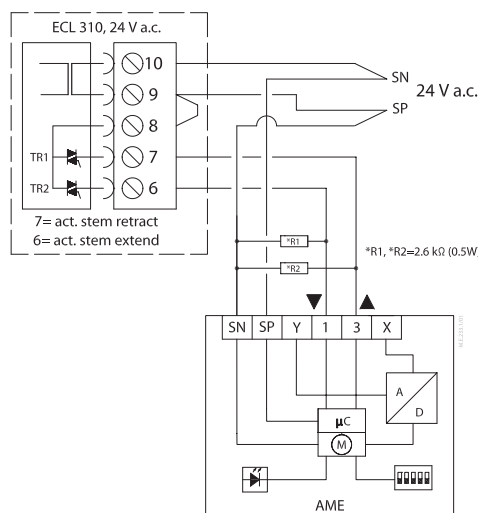 ECL 310, 24 V a.c.
10
9
8
7
6
TR1
TR2
7= act. stem retract
6= act. stem extend
SN
SP
24 V a.c.
*R1
*R2
*R1, *R2=2.6 kΩ (0.5W)
SN SP Y 1 3 X
A
D
µC
M
AME